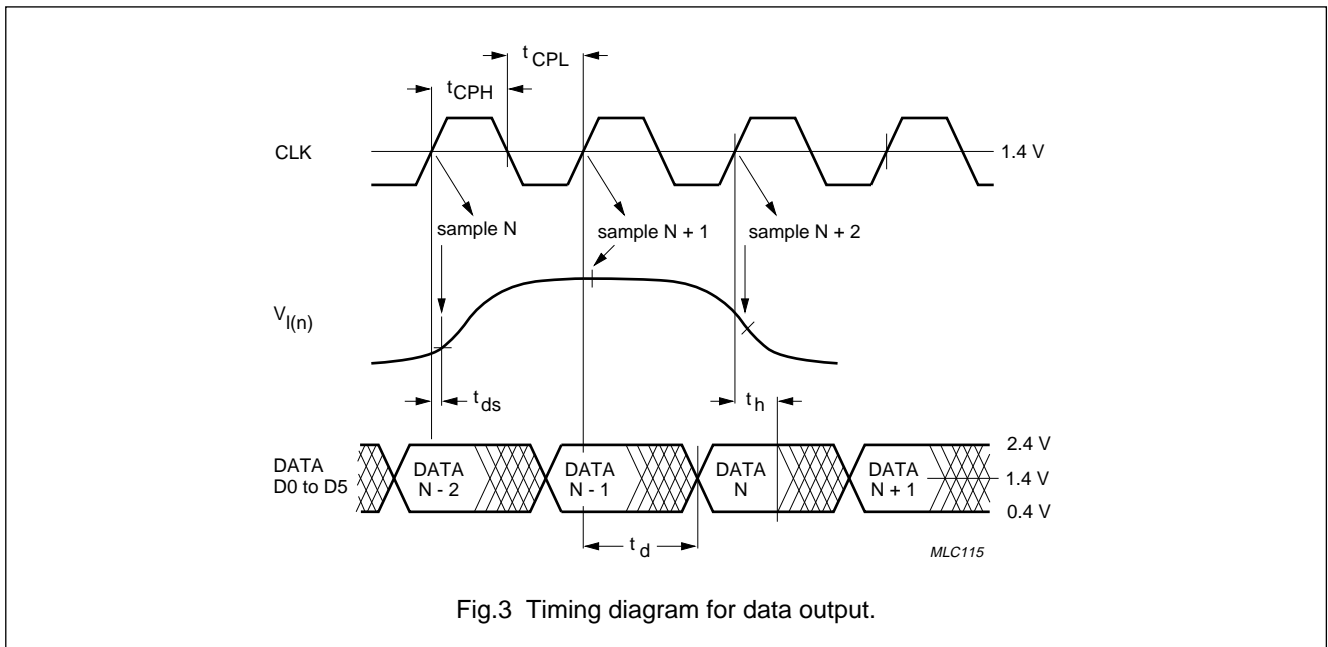 t CPL
t CPH
CLK
1.4 V
sample N
sample N + 1
sample N + 2
V I(n)
t ds
t h
2.4 V
DATA
D0 to D5
DATA
N - 2
DATA
N - 1
DATA
N
DATA
N + 1
1.4 V
0.4 V
t d
MLC115
Fig.3 Timing diagram for data output.